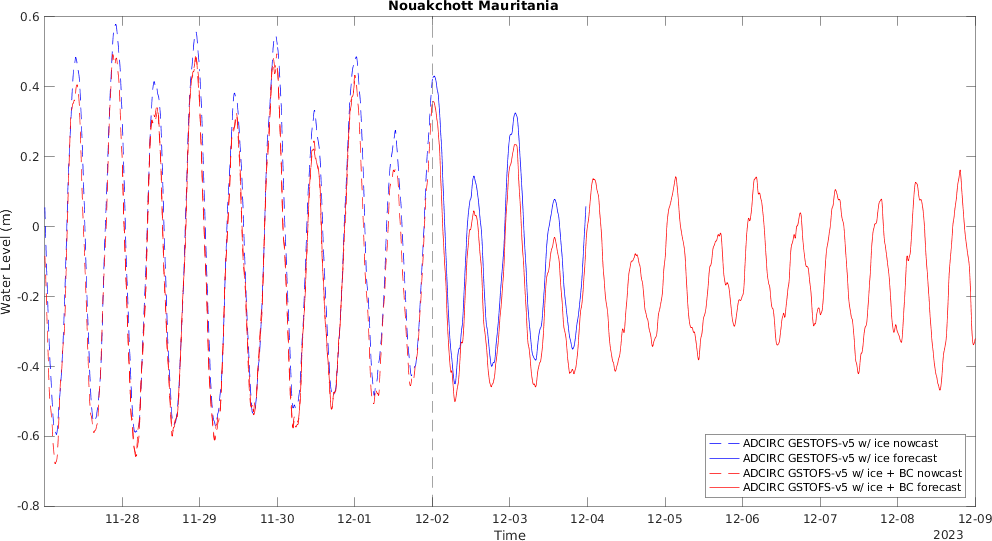 Nouakchott Mauritania
0.6
0.4
0.2
0
-0.2
-0.4
-0.6
-0.8
Water Level (m)
ADCIRC GESTOFS-v5 w/ ice nowcast
ADCIRC GESTOFS-v5 w/ ice forecast
ADCIRC GSTOFS-v5 w/ ice + BC nowcast
ADCIRC GSTOFS-v5 w/ ice + BC forecast
11-28 11-29 11-30 12-01 12-02 12-03 12-04 12-05 12-06 12-07 12-08 12-09
Time
2023